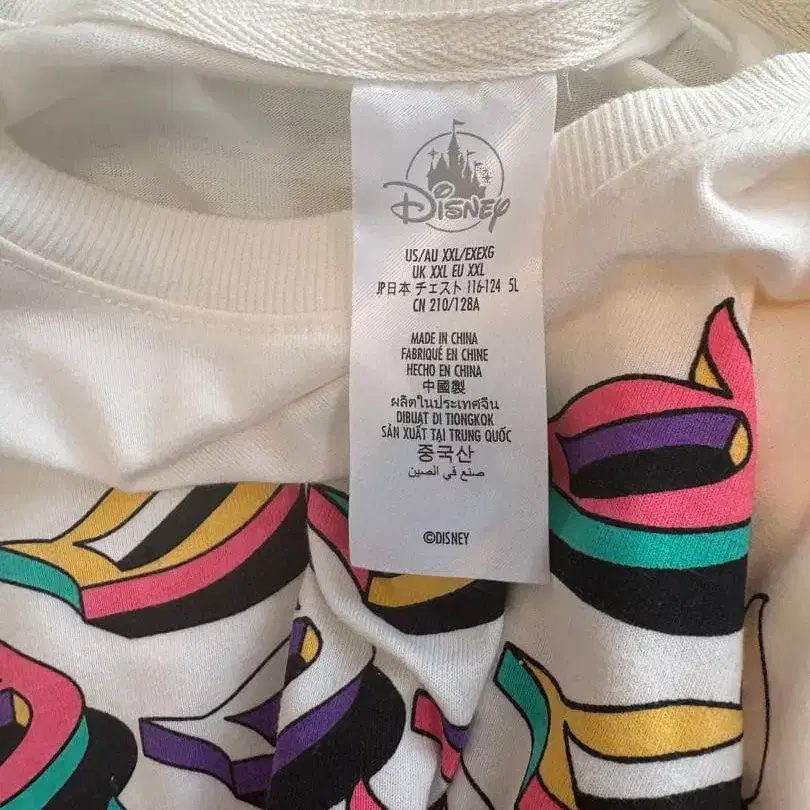 Disney
US/AU XXL/EXEXG
UK XXL EU XXL
JP日本 チェスト 116-124 5L
CN 210/128A
MADE IN CHINA
FABRIQUÉ EN CHINE
HECHO EN CHINA
中國製
ผลิตในประเทศจีน
DIBUAT DI TIONGKOK
SẢN XUẤT TẠI TRUNG QUỐC
중국산
صنع في الصين
©DISNEY